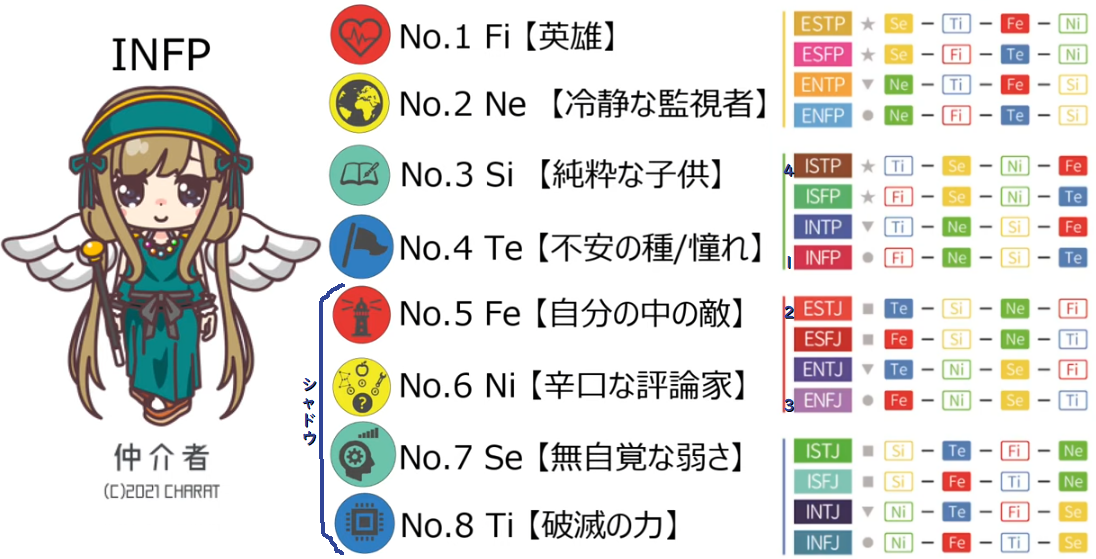 INFP
仲介者
(C)2021 CHARAT
No.1 Fi【英雄】
No.2 Ne 【冷静な監視者】
No.3 Si 【純粋な子供】
No.4 Te【不安の種/憧れ】
シャドウ
No.5 Fe【自分の中の敵】
No.6 Ni【辛口な評論家】
No.7 Se【無自覚な弱さ】
No.8 Ti【破滅の力】
ESTP ★ Se － Ti － Fe － Ni
ESFP ★ Se － Fi － Te － Ni
ENTP ▼ Ne － Ti － Fe － Si
ENFP ● Ne － Fi － Te － Si
4 ISTP ★ Ti － Se － Ni － Fe
ISFP ★ Fi － Se － Ni － Te
INTP ▼ Ti － Ne － Si － Fe
1 INFP ● Fi － Ne － Si － Te
2 ESTJ ■ Te － Si － Ne － Fi
ESFJ ■ Fe － Si － Ne － Ti
ENTJ ▼ Te － Ni － Se － Fi
3 ENFJ ● Fe － Ni － Se － Ti
ISTJ ■ Si － Te － Fi － Ne
ISFJ ■ Si － Fe － Ti － Ne
INTJ ▼ Ni － Te － Fi － Se
INFJ ● Ni － Fe － Ti － Se